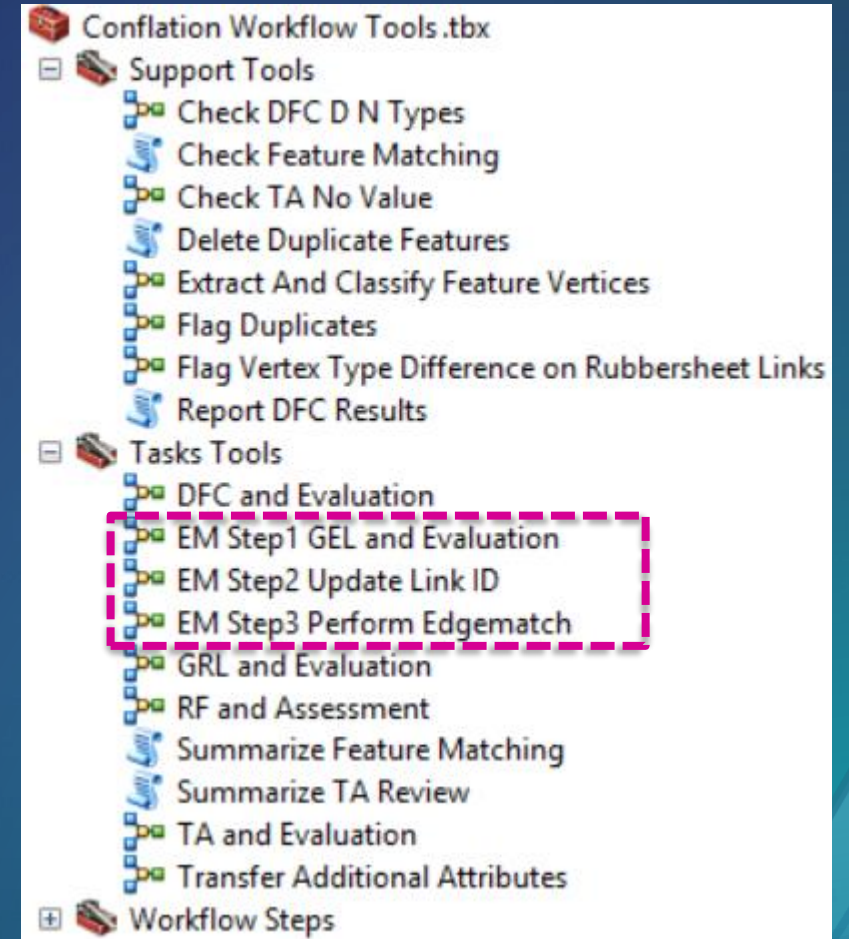 Conflation Workflow Tools.tbx
Support Tools
Check DFC D N Types
Check Feature Matching
Check TA No Value
Delete Duplicate Features
Extract And Classify Feature Vertices
Flag Duplicates
Flag Vertex Type Difference on Rubbersheet Links
Report DFC Results
Tasks Tools
DFC and Evaluation
EM Step1 GEL and Evaluation
EM Step2 Update Link ID
EM Step3 Perform Edgematch
GRL and Evaluation
RF and Assessment
Summarize Feature Matching
Summarize TA Review
TA and Evaluation
Transfer Additional Attributes
Workflow Steps